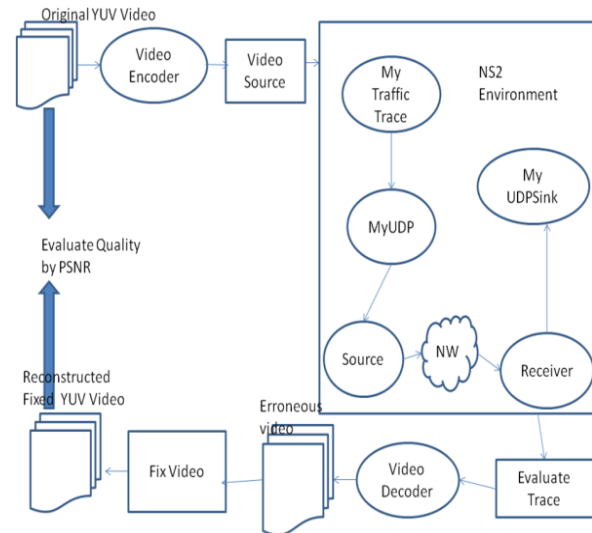 Original YUV Video
Video
Encoder
Video
Source
My
Traffic
Trace
NS2
Environment
My
UDPSink
MyUDP
Evaluate Quality
by PSNR
Source
NW
Receiver
Reconstructed
Fixed YUV Video
Erroneous
video
Fix Video
Video
Decoder
Evaluate
Trace